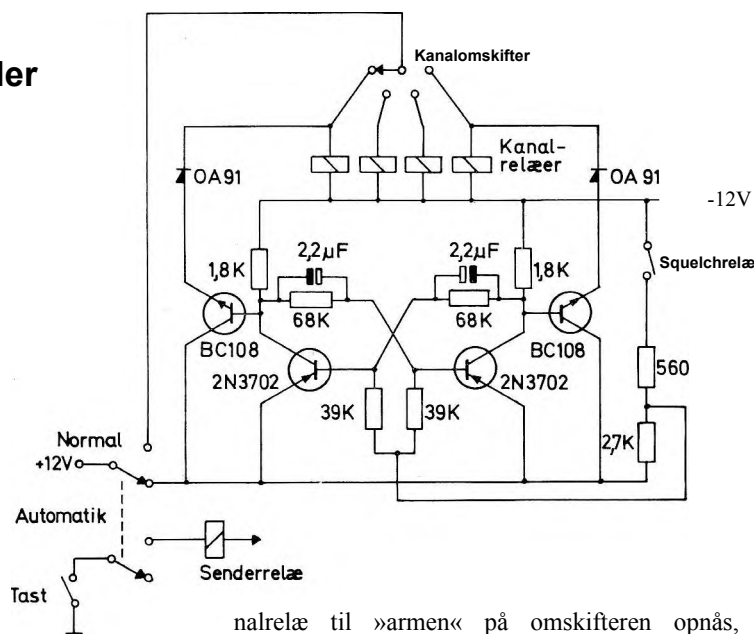 ler
Kanalomskifter
Kanal-
relæer
OA 91
OA 91
-12V
2,2µF
2,2µF
1,8K
1,8K
Squelchrelæ
68K
68K
BC108
BC108
2N3702
2N3702
560
39K
39K
2,7K
Normal
+12V
Automatik
Senderrelæ
Tast
nalrelæ til »armen« på omskifteren opnås,